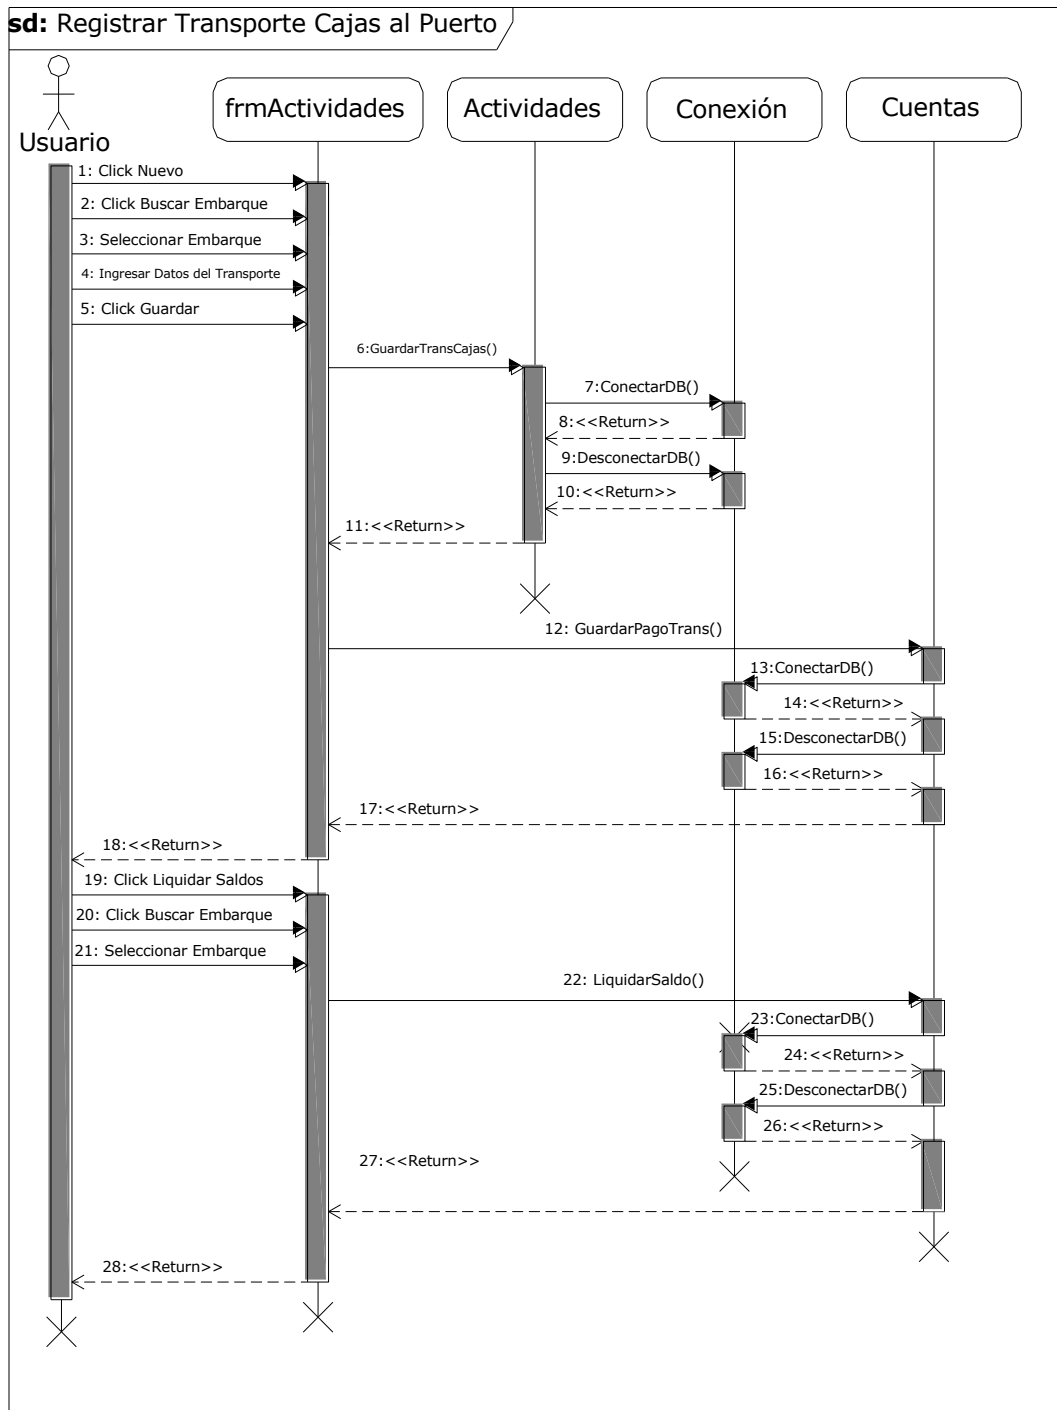 sd: Registrar Transporte Cajas al Puerto
Usuario
frmActividades
Actividades
Conexión
Cuentas
1: Click Nuevo
2: Click Buscar Embarque
3: Seleccionar Embarque
4: Ingresar Datos del Transporte
5: Click Guardar
6:GuardarTransCajas()
7:ConectarDB()
8:<<Return>>
9:DesconectarDB()
10:<<Return>>
11:<<Return>>
12: GuardarPagoTrans()
13:ConectarDB()
14:<<Return>>
15:DesconectarDB()
16:<<Return>>
17:<<Return>>
18:<<Return>>
19: Click Liquidar Saldos
20: Click Buscar Embarque
21: Seleccionar Embarque
22: LiquidarSaldo()
23:ConectarDB()
24:<<Return>>
25:DesconectarDB()
26:<<Return>>
27:<<Return>>
28:<<Return>>